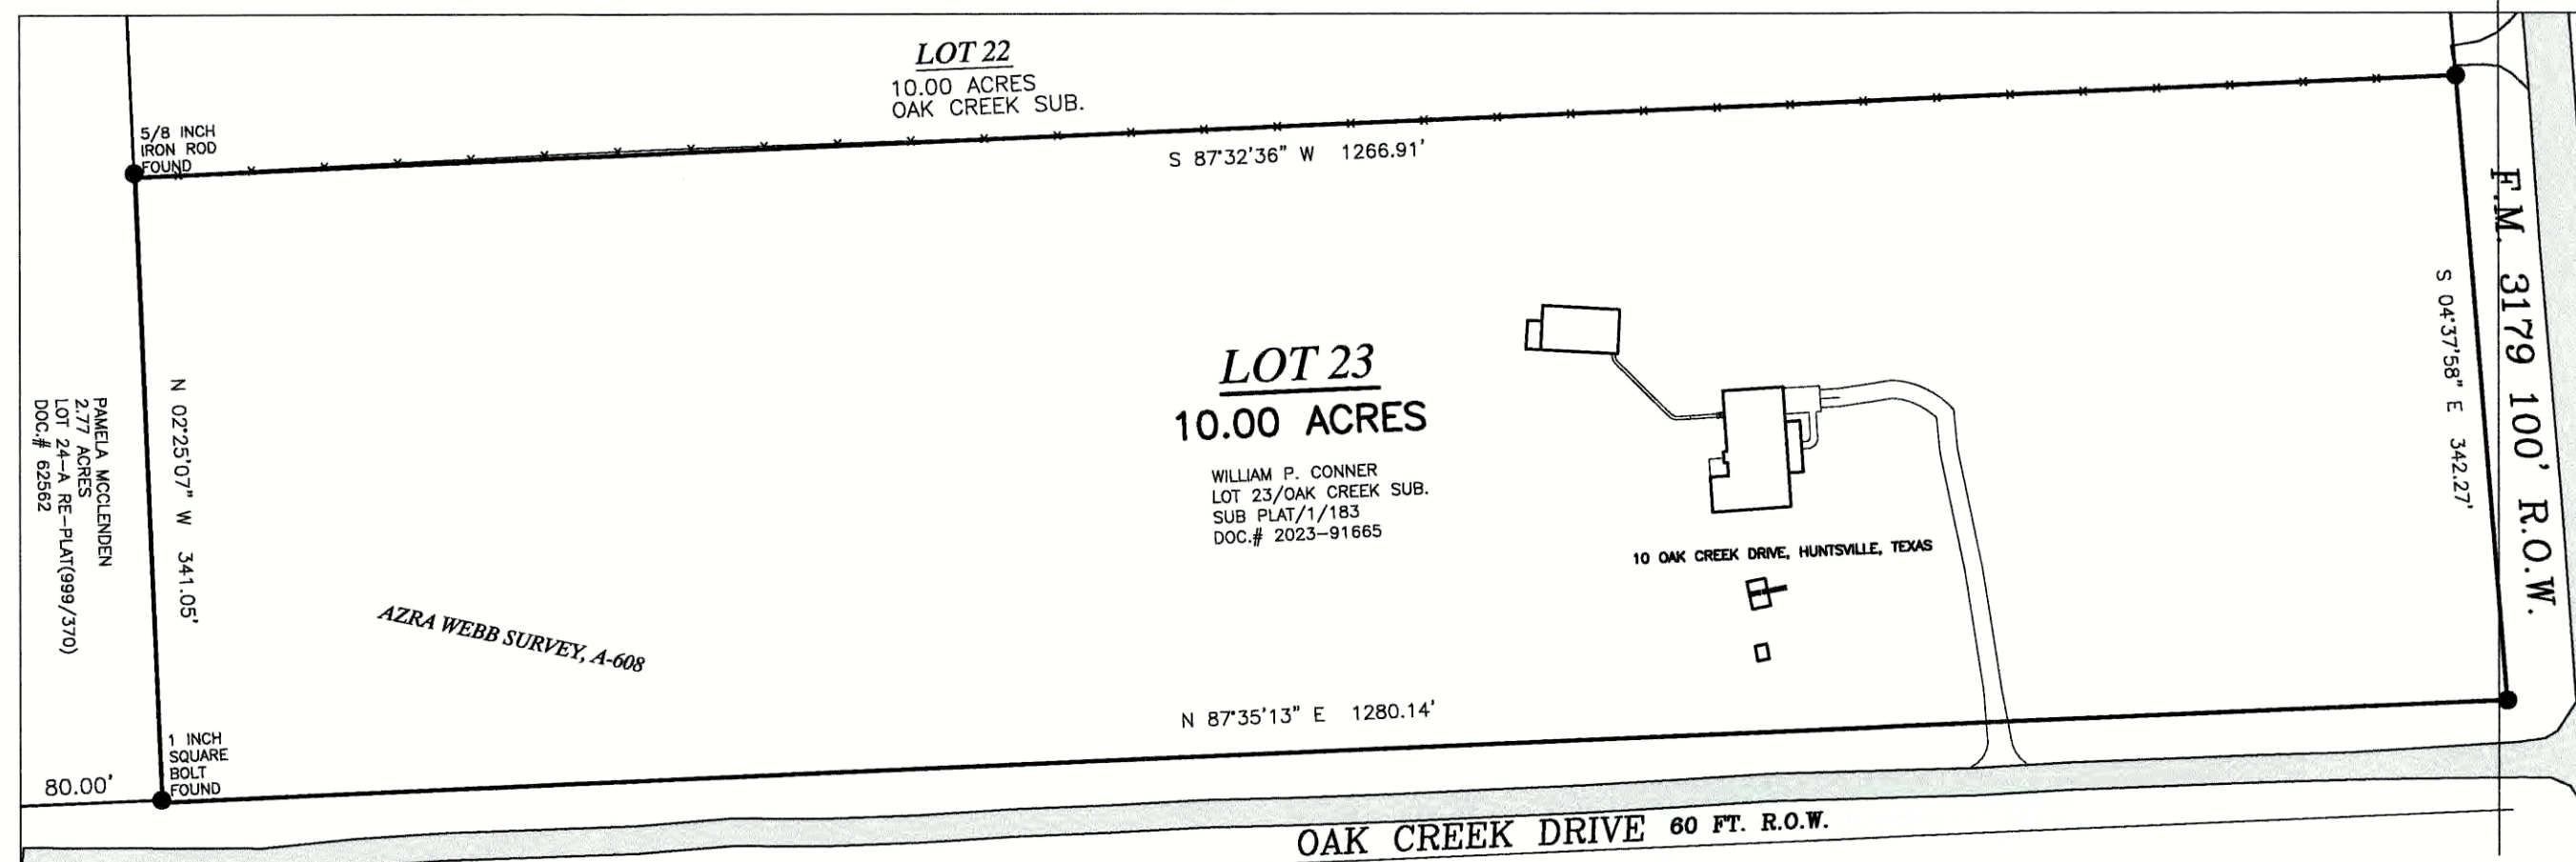 LOT 22
10.00 ACRES
OAK CREEK SUB.
5/8 INCH
IRON ROD
FOUND
S 87°32'36" W 1266.91'
F.M. 3179 100' R.O.W.
S 04°37'58" E 342.27'
LOT 23
10.00 ACRES
WILLIAM P. CONNER
LOT 23/OAK CREEK SUB.
SUB PLAT/1/183
DOC.# 2023-91665
N 02°25'07" W 341.05'
PAMELA MCCLENDEN
2.77 ACRES
LOT 24-A RE-PLAT(999/370)
DOC.# 62562
10 OAK CREEK DRIVE, HUNTSVILLE, TEXAS
AZRA WEBB SURVEY, A-608
N 87°35'13" E 1280.14'
1 INCH
SQUARE
BOLT
FOUND
80.00'
OAK CREEK DRIVE 60 FT. R.O.W.